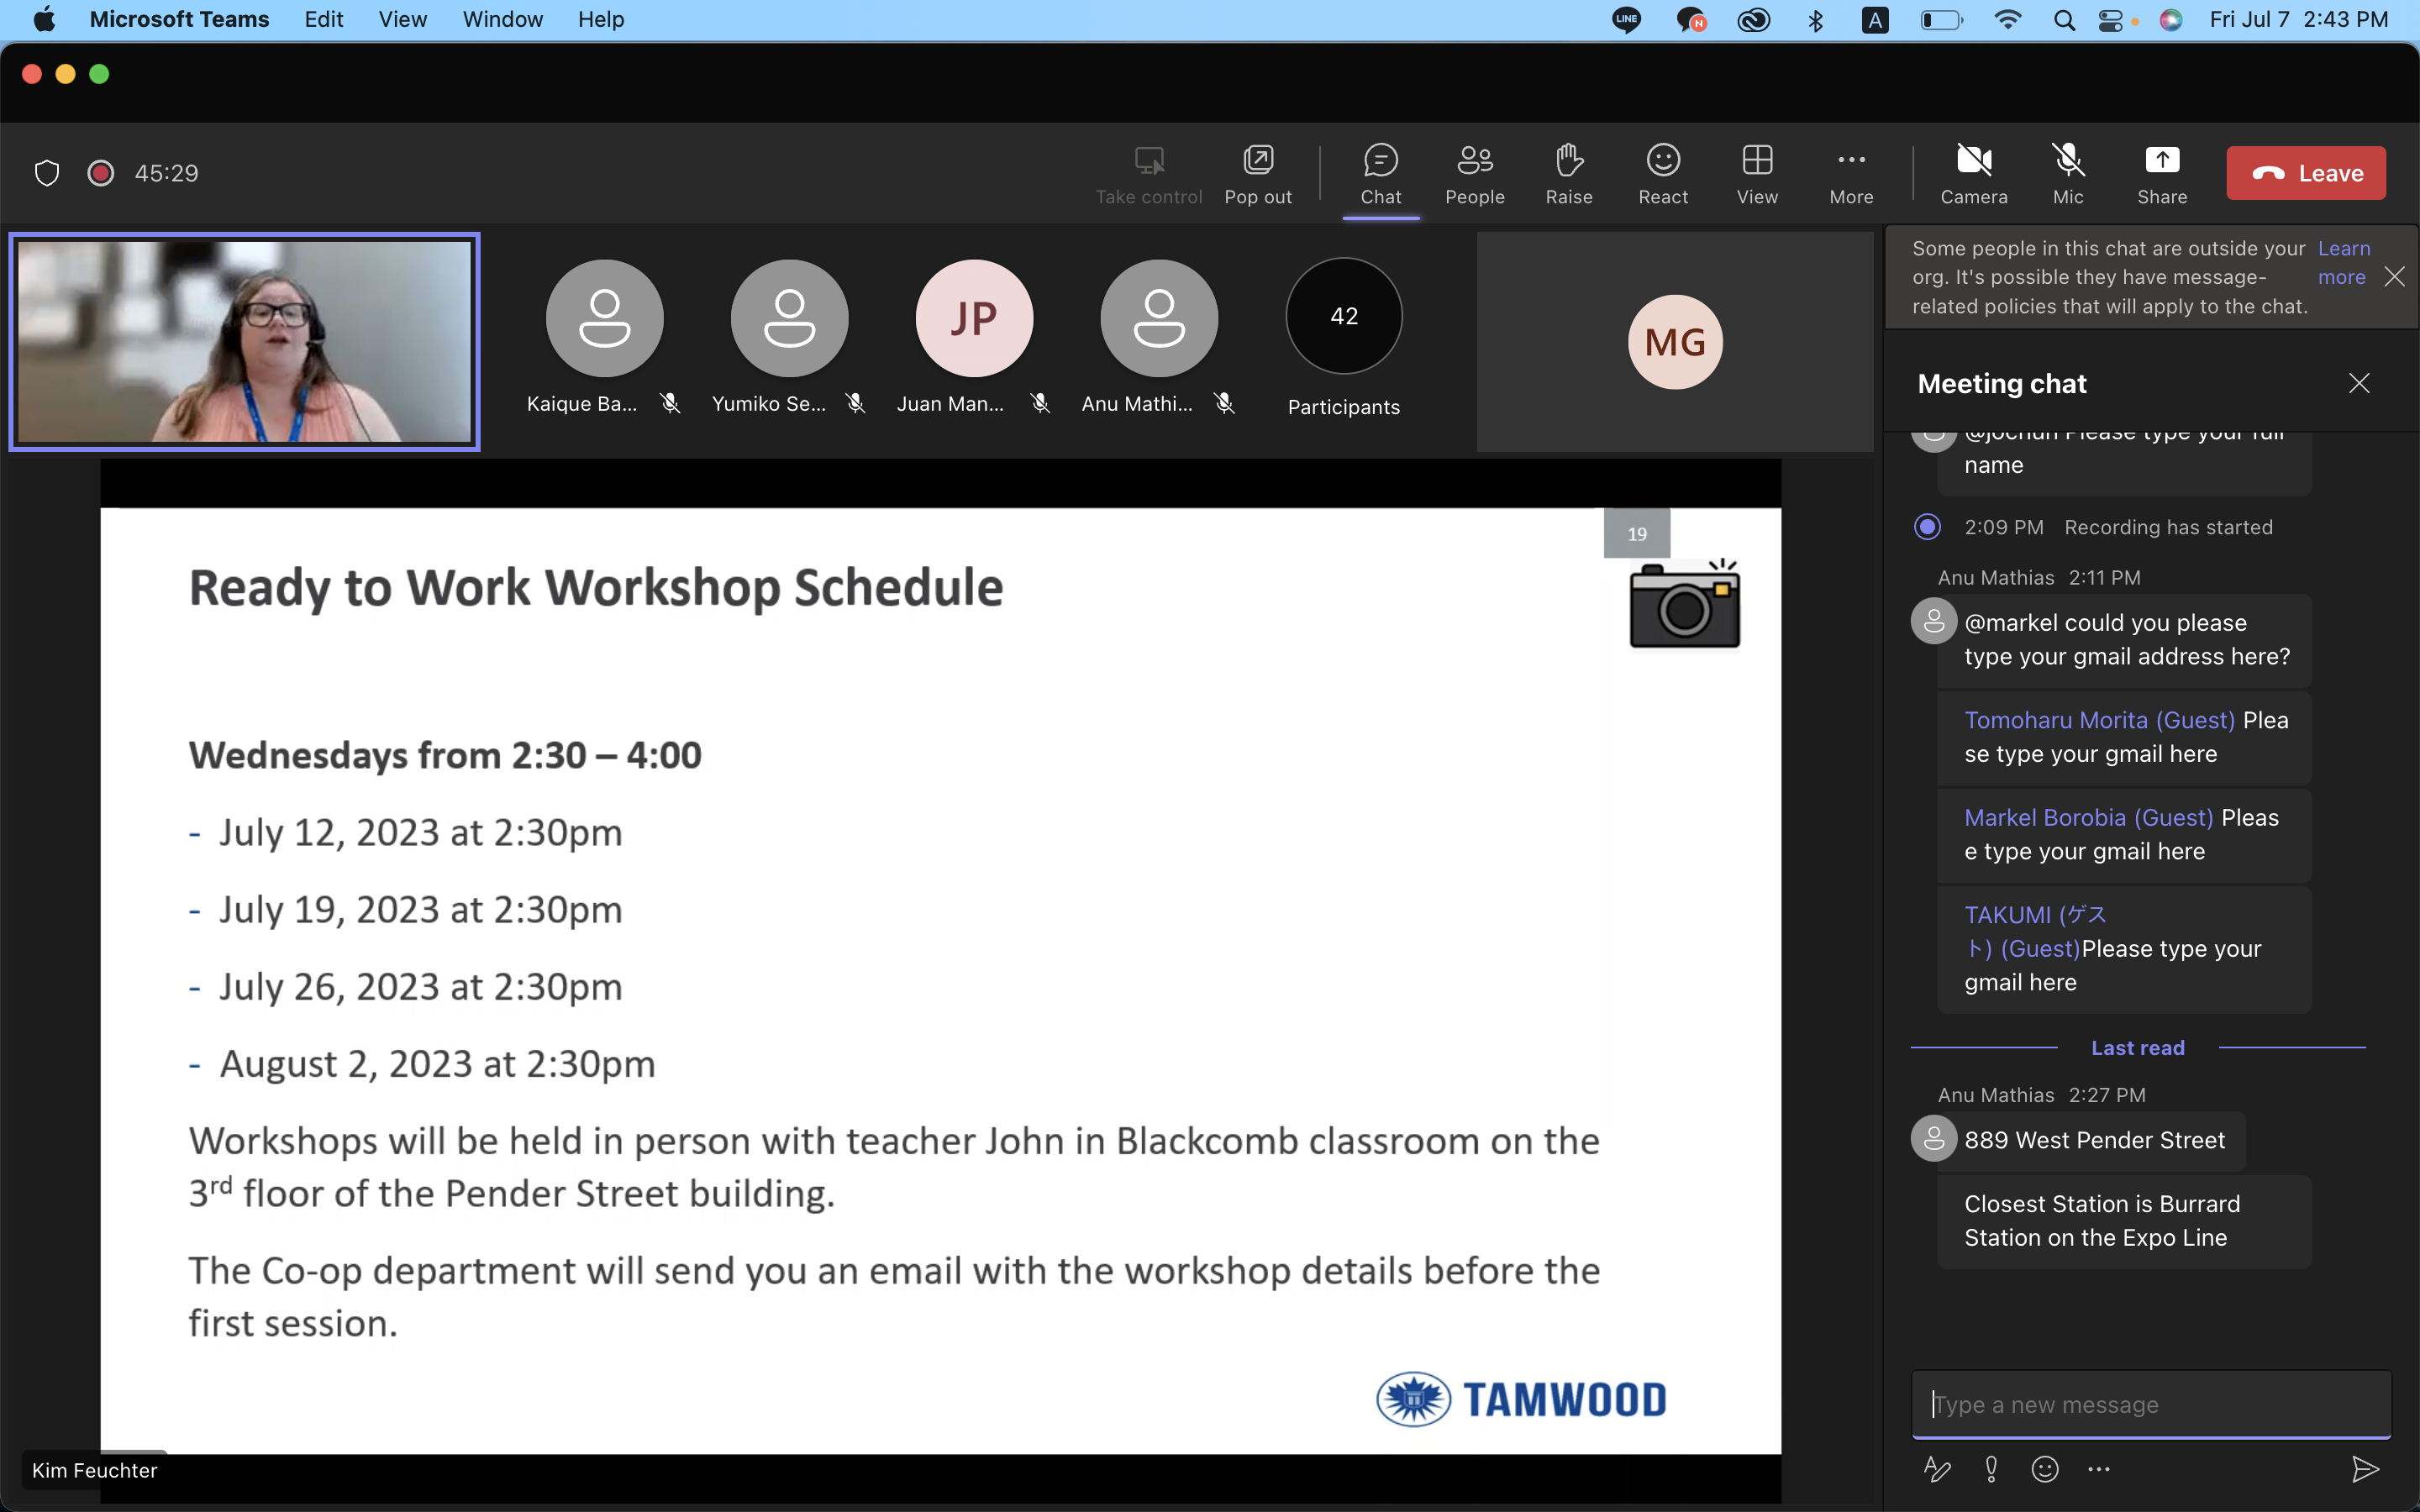 Microsoft Teams Edit View Window Help LINE N A Fri Jul 7 2:43 PM
45:29
Take control Pop out Chat People Raise React View More Camera Mic Share Leave
Kaique Ba... Yumiko Se... JP Juan Man... Anu Mathi... 42 Participants
MG
19
Ready to Work Workshop Schedule
Wednesdays from 2:30 – 4:00
- July 12, 2023 at 2:30pm
- July 19, 2023 at 2:30pm
- July 26, 2023 at 2:30pm
- August 2, 2023 at 2:30pm
Workshops will be held in person with teacher John in Blackcomb classroom on the
3rd floor of the Pender Street building.
The Co-op department will send you an email with the workshop details before the
first session.
TAMWOOD
Kim Feuchter
Some people in this chat are outside your Learn
org. It's possible they have message- more
related policies that will apply to the chat.
Meeting chat
@jochun Please type your full
name
2:09 PM Recording has started
Anu Mathias 2:11 PM
@markel could you please
type your gmail address here?
Tomoharu Morita (Guest) Plea
se type your gmail here
Markel Borobia (Guest) Pleas
e type your gmail here
TAKUMI (ゲス
ト) (Guest)Please type your
gmail here
Last read
Anu Mathias 2:27 PM
889 West Pender Street
Closest Station is Burrard
Station on the Expo Line
Type a new message